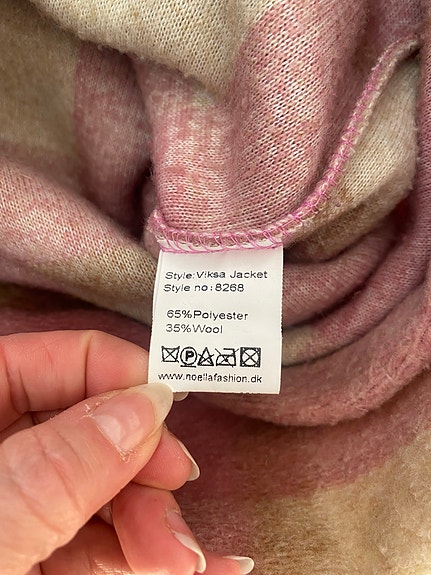 Style:Viksa Jacket
Style no:8268
65%Polyester
35%Wool
P
www.noellafashion.dk